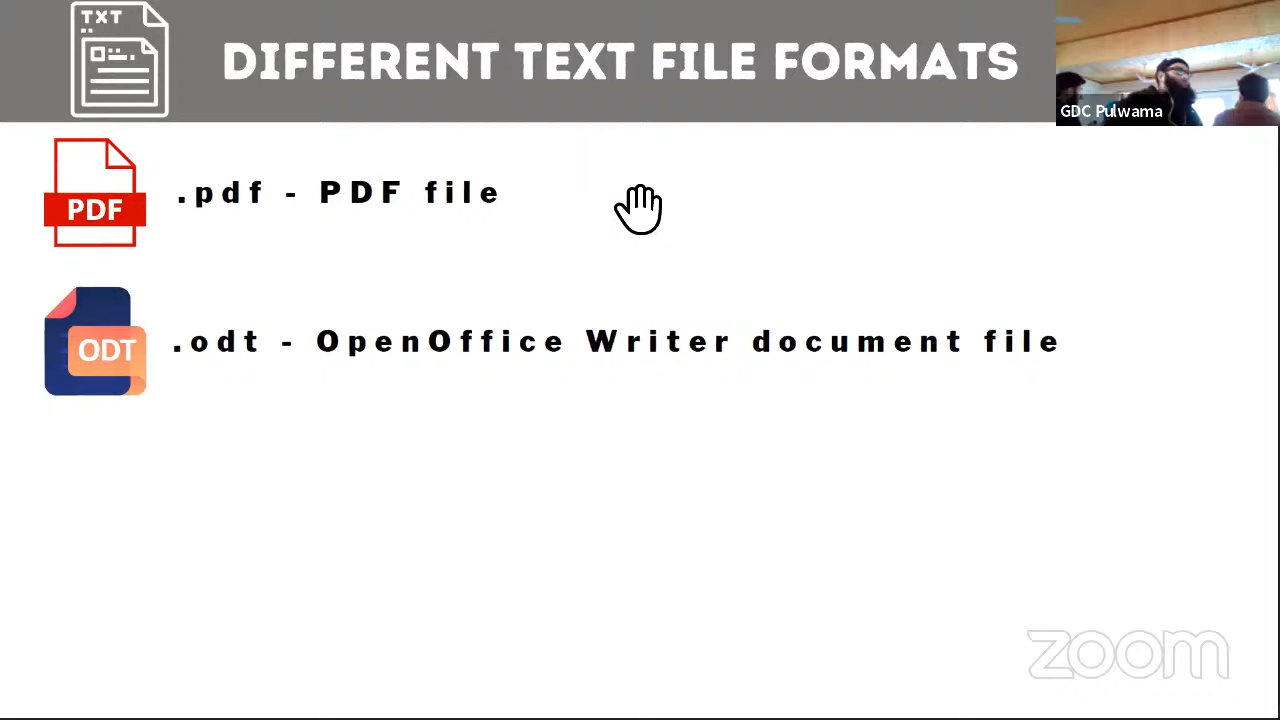 TXT
DIFFERENT TEXT FILE FORMATS
GDC Pulwama
PDF
.pdf - PDF file
ODT
.odt - OpenOffice Writer document file
zoom